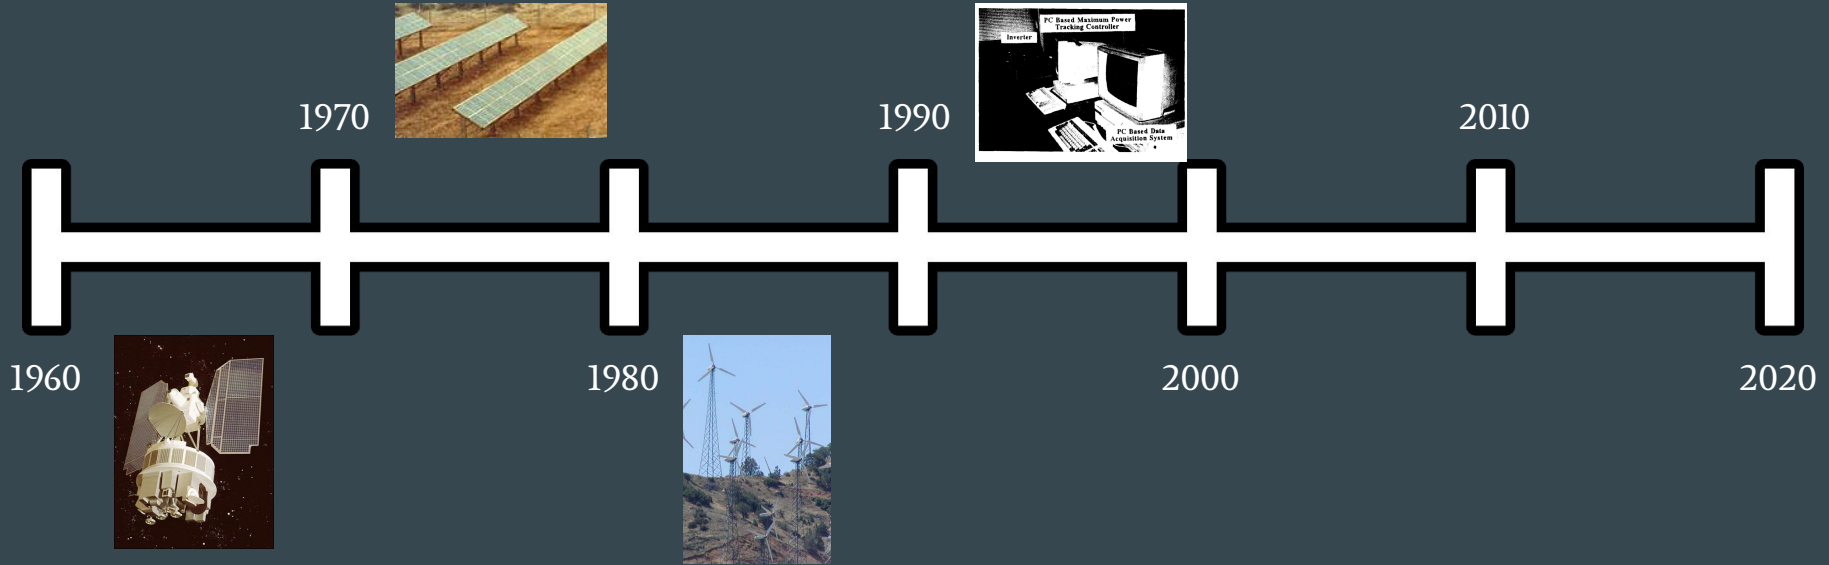 PC Based Maximum Power
Tracking Controller
Inverter
1970
1990
2010
PC Based Data
Acquisition System
1960
1980
2000
2020